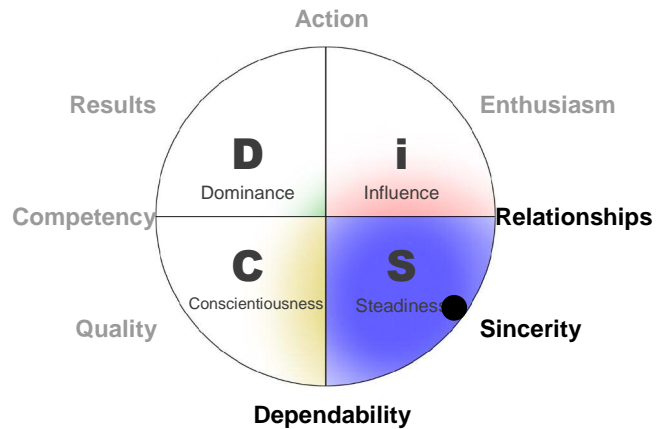 Action
Results
Enthusiasm
D
i
Dominance
Influence
Competency
Relationships
C
S
Conscientiousness
Steadiness
Quality
Sincerity
Dependability